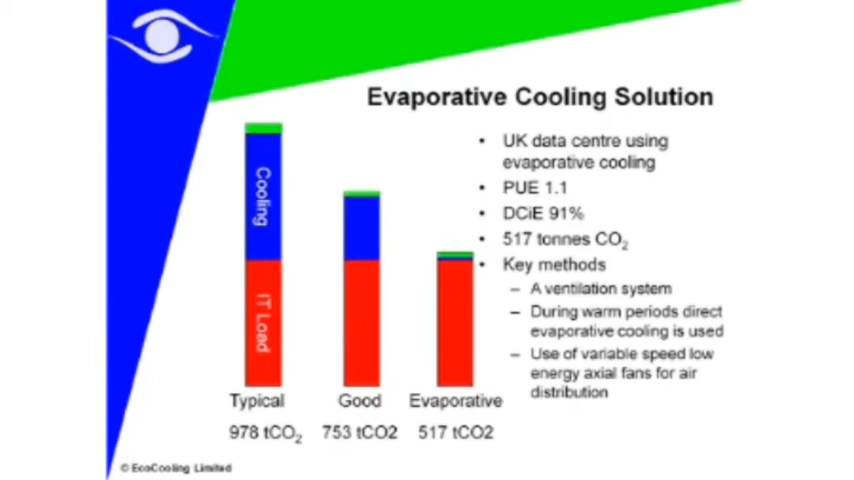 Evaporative Cooling Solution
• UK data centre using
evaporative cooling
• PUE 1.1
• DCiE 91%
• 517 tonnes CO₂
• Key methods
– A ventilation system
– During warm periods direct
evaporative cooling is used
– Use of variable speed low
energy axial fans for air
distribution
Cooling
IT Load
Typical Good Evaporative
978 tCO₂ 753 tCO2 517 tCO2
© EcoCooling Limited